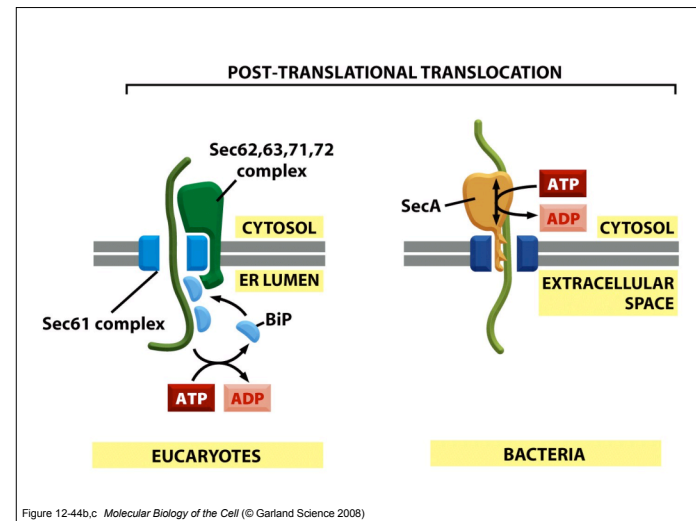 POST-TRANSLATIONAL TRANSLOCATION
Sec62,63,71,72
complex
CYTOSOL
ER LUMEN
Sec61 complex
BiP
ATP
ADP
EUCARYOTES
SecA
ATP
ADP
CYTOSOL
EXTRACELLULAR
SPACE
BACTERIA
Figure 12-44b,c Molecular Biology of the Cell (© Garland Science 2008)